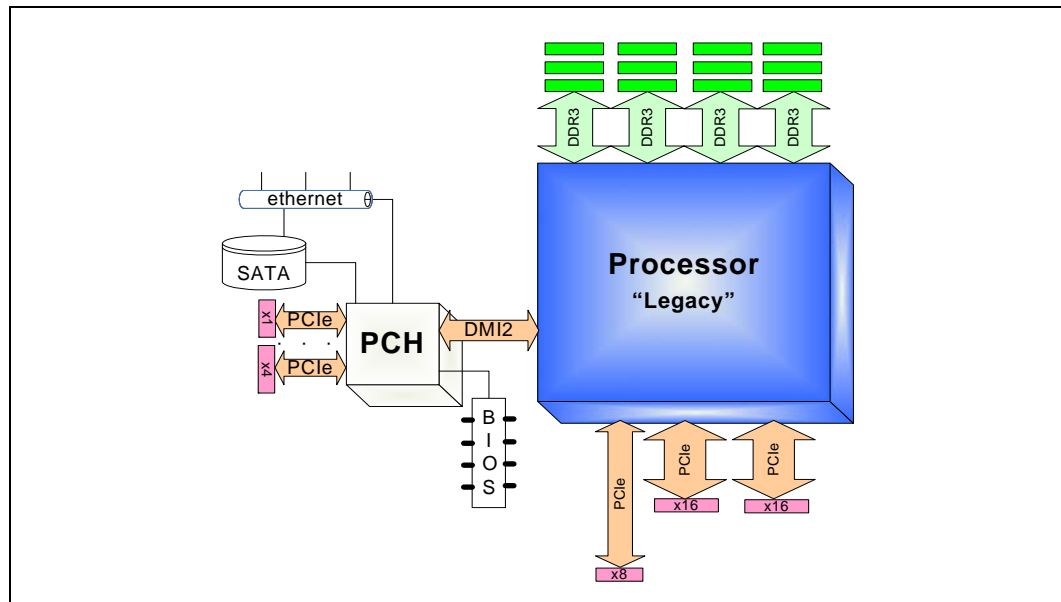 DDR3
DDR3
DDR3
DDR3
ethernet
SATA
Processor
“Legacy”
x1
PCIe
. . .
x4
PCIe
PCH
DMI2
BIOS
PCIe
PCIe
PCIe
x16
x16
x8